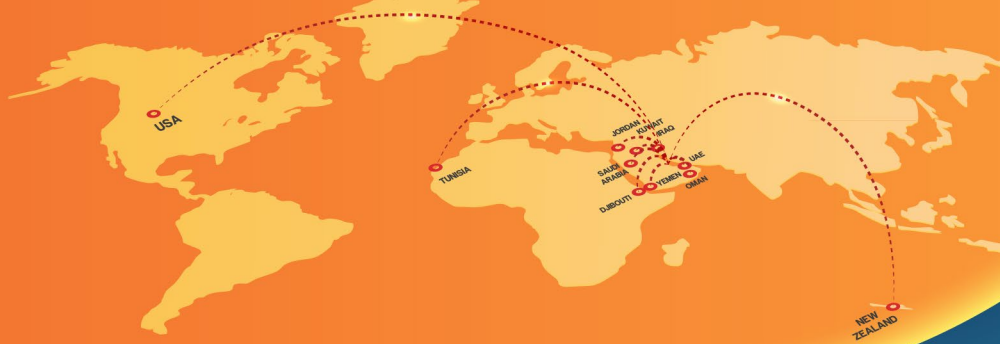 USA
TUNISIA
JORDAN
KUWAIT
IRAQ
SAUDI
ARABIA
UAE
YEMEN
OMAN
DJIBOUTI
NEW
ZEALAND